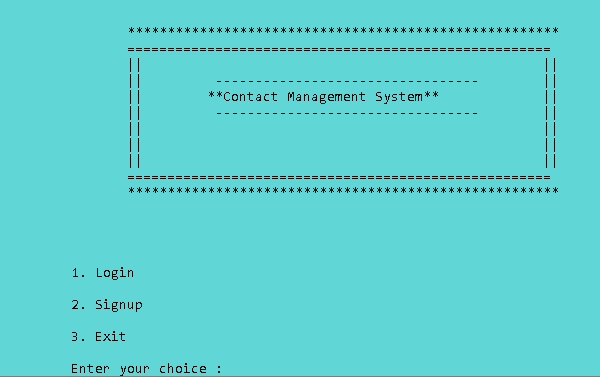 ******************************************************
=====================================================
|| ||
|| --------------------------------- ||
|| **Contact Management System** ||
|| --------------------------------- ||
|| ||
|| ||
|| ||
=====================================================
******************************************************
1. Login
2. Signup
3. Exit
Enter your choice :